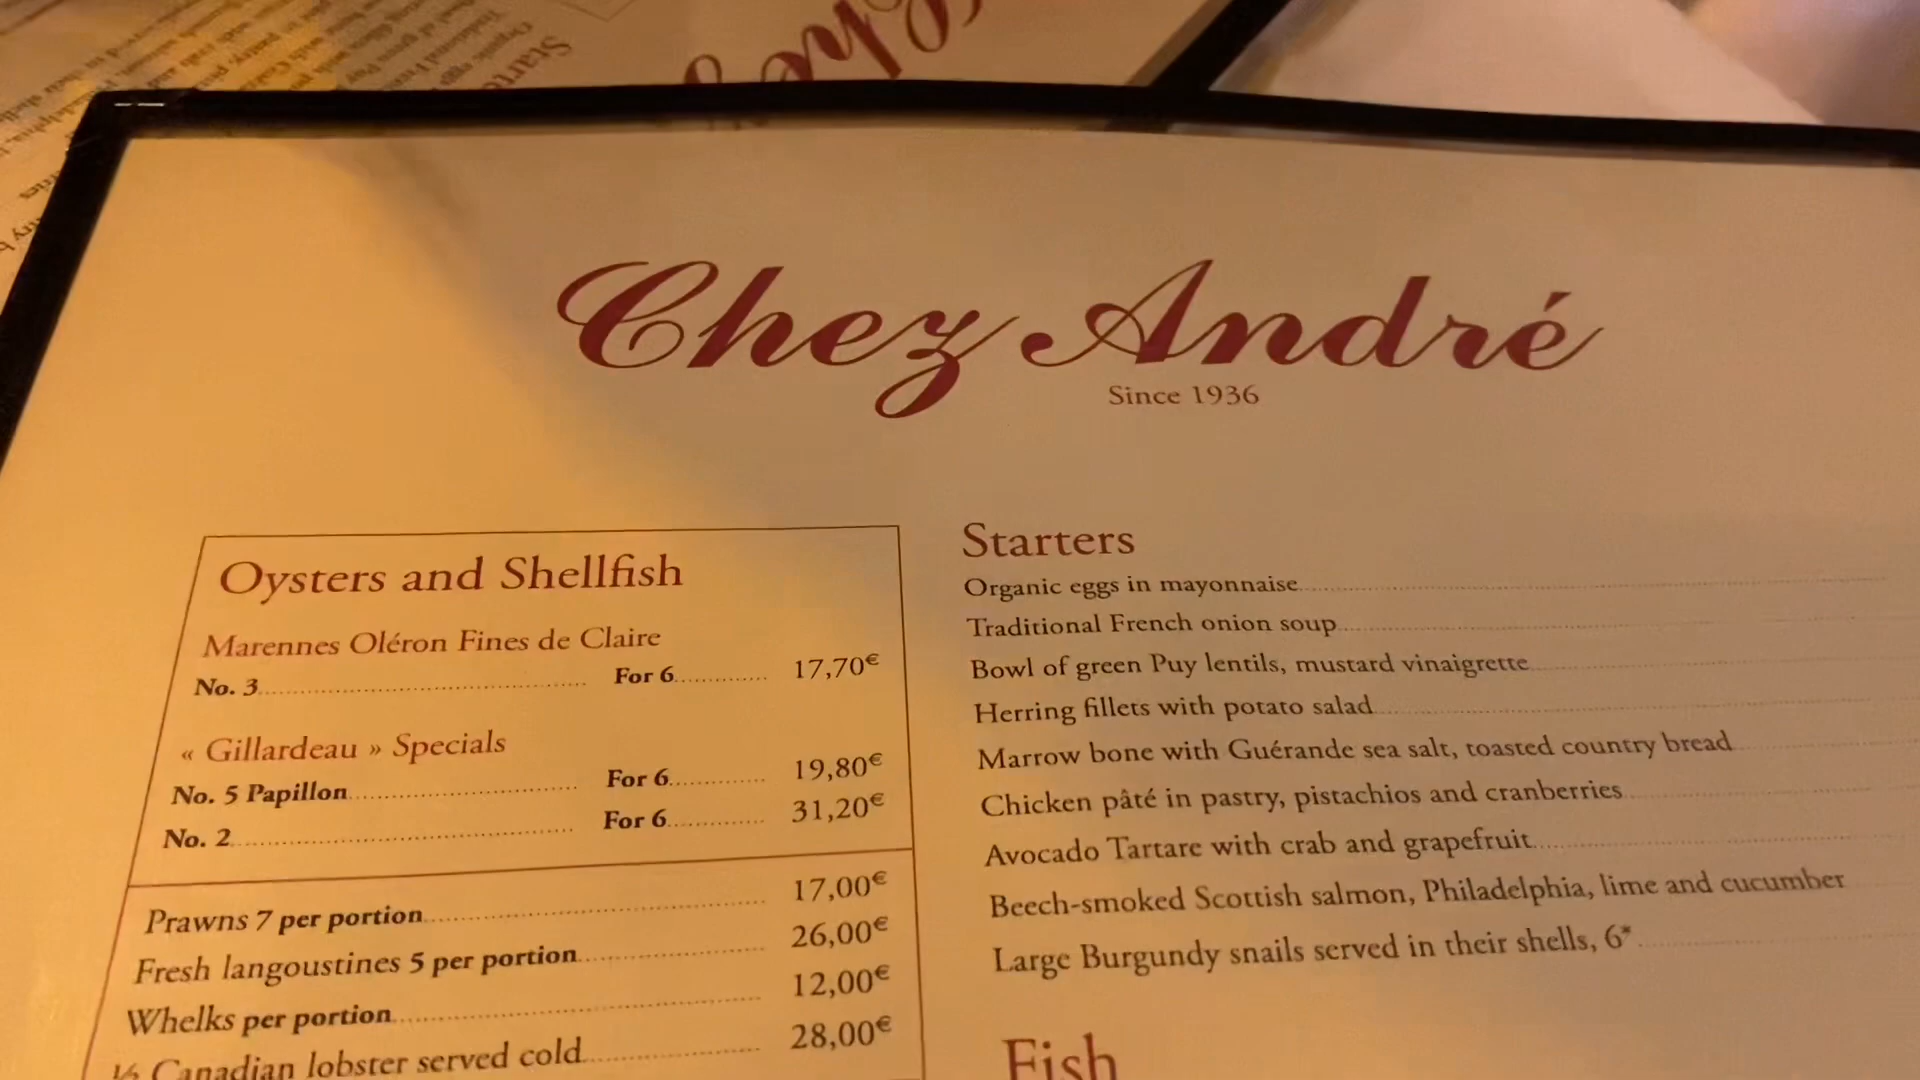 Chez André
Since 1936
Oysters and Shellfish
Marennes Oléron Fines de Claire
No. 3 For 6 17,70€
« Gillardeau » Specials
No. 5 Papillon For 6 19,80€
No. 2 For 6 31,20€
Prawns 7 per portion 17,00€
Fresh langoustines 5 per portion 26,00€
Whelks per portion 12,00€
½ Canadian lobster served cold 28,00€
Starters
Organic eggs in mayonnaise
Traditional French onion soup
Bowl of green Puy lentils, mustard vinaigrette
Herring fillets with potato salad
Marrow bone with Guérande sea salt, toasted country bread
Chicken pâté in pastry, pistachios and cranberries
Avocado Tartare with crab and grapefruit
Beech-smoked Scottish salmon, Philadelphia, lime and cucumber
Large Burgundy snails served in their shells, 6*
Fish